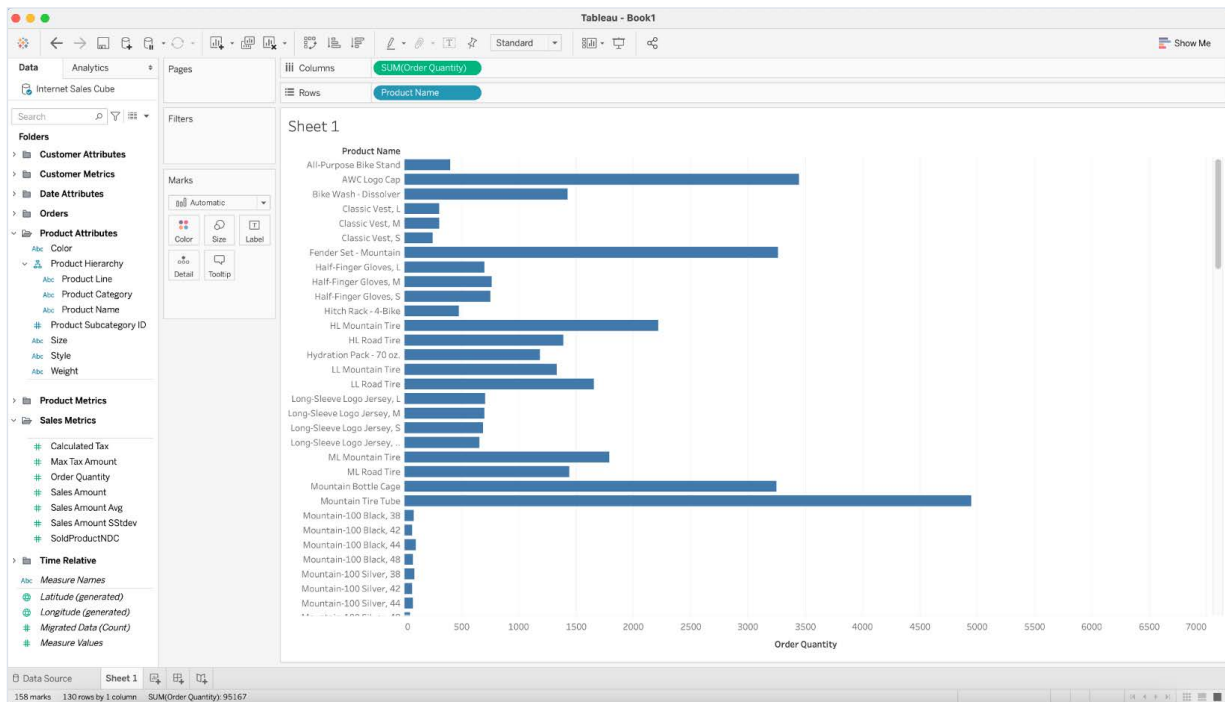 Tableau - Book1
Standard
Show Me
Data
Analytics
Internet Sales Cube
Search
Folders
Customer Attributes
Customer Metrics
Date Attributes
Orders
Product Attributes
Abc Color
Product Hierarchy
Abc Product Line
Abc Product Category
Abc Product Name
# Product Subcategory ID
Abc Size
Abc Style
Abc Weight
Product Metrics
Sales Metrics
# Calculated Tax
# Max Tax Amount
# Order Quantity
# Sales Amount
# Sales Amount Avg
# Sales Amount SStdev
# SoldProductNDC
Time Relative
Abc Measure Names
Latitude (generated)
Longitude (generated)
# Migrated Data (Count)
# Measure Values
Pages
Filters
Marks
Automatic
Color
Size
Label
Detail
Tooltip
Columns
SUM(Order Quantity)
Rows
Product Name
Sheet 1
Product Name
All-Purpose Bike Stand
AWC Logo Cap
Bike Wash - Dissolver
Classic Vest, L
Classic Vest, M
Classic Vest, S
Fender Set - Mountain
Half-Finger Gloves, L
Half-Finger Gloves, M
Half-Finger Gloves, S
Hitch Rack - 4-Bike
HL Mountain Tire
HL Road Tire
Hydration Pack - 70 oz.
LL Mountain Tire
LL Road Tire
Long-Sleeve Logo Jersey, L
Long-Sleeve Logo Jersey, M
Long-Sleeve Logo Jersey, S
Long-Sleeve Logo Jersey, ..
ML Mountain Tire
ML Road Tire
Mountain Bottle Cage
Mountain Tire Tube
Mountain-100 Black, 38
Mountain-100 Black, 42
Mountain-100 Black, 44
Mountain-100 Black, 48
Mountain-100 Silver, 38
Mountain-100 Silver, 42
Mountain-100 Silver, 44
0 500 1000 1500 2000 2500 3000 3500 4000 4500 5000 5500 6000 6500 7000
Order Quantity
Data Source
Sheet 1
158 marks 130 rows by 1 column SUM(Order Quantity): 95167